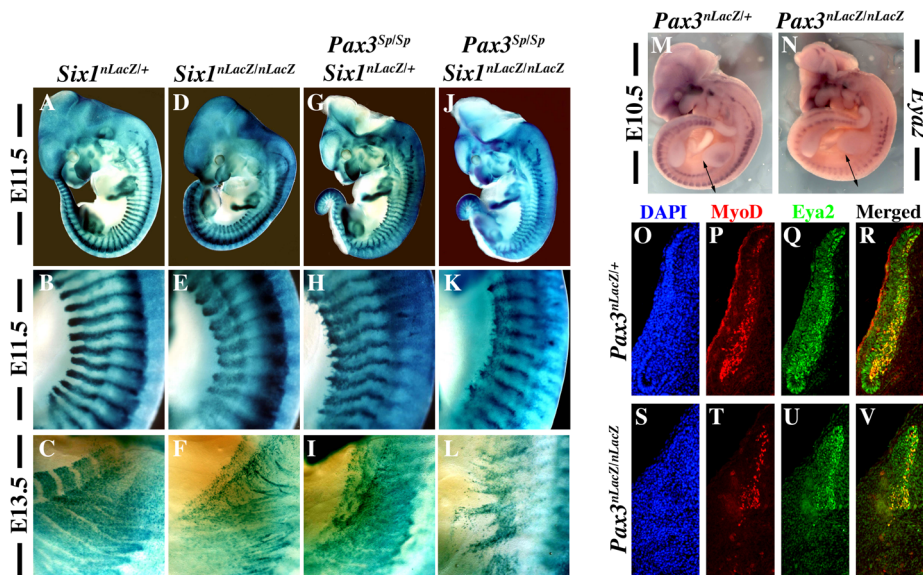 Pax3Sp/Sp Pax3Sp/Sp
Six1nLacZ/+ Six1nLacZ/nLacZ Six1nLacZ/+ Six1nLacZ/nLacZ
E11.5
A D G J
E11.5
B E H K
E13.5
C F I L
Pax3nLacZ/+ Pax3nLacZ/nLacZ
E10.5
M N
Eya2
DAPI MyoD Eya2 Merged
Pax3nLacZ/+
O P Q R
Pax3nLacZ/nLacZ
S T U V